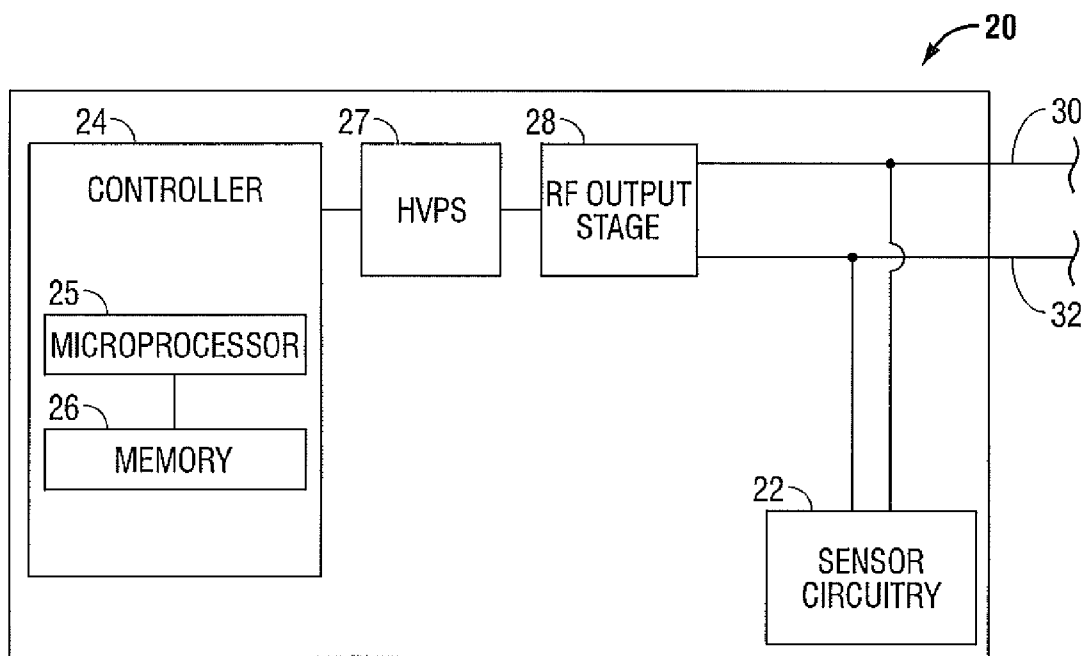 20
24
CONTROLLER
27
HVPS
28
RF OUTPUT
STAGE
30
32
25
MICROPROCESSOR
26
MEMORY
22
SENSOR
CIRCUITRY